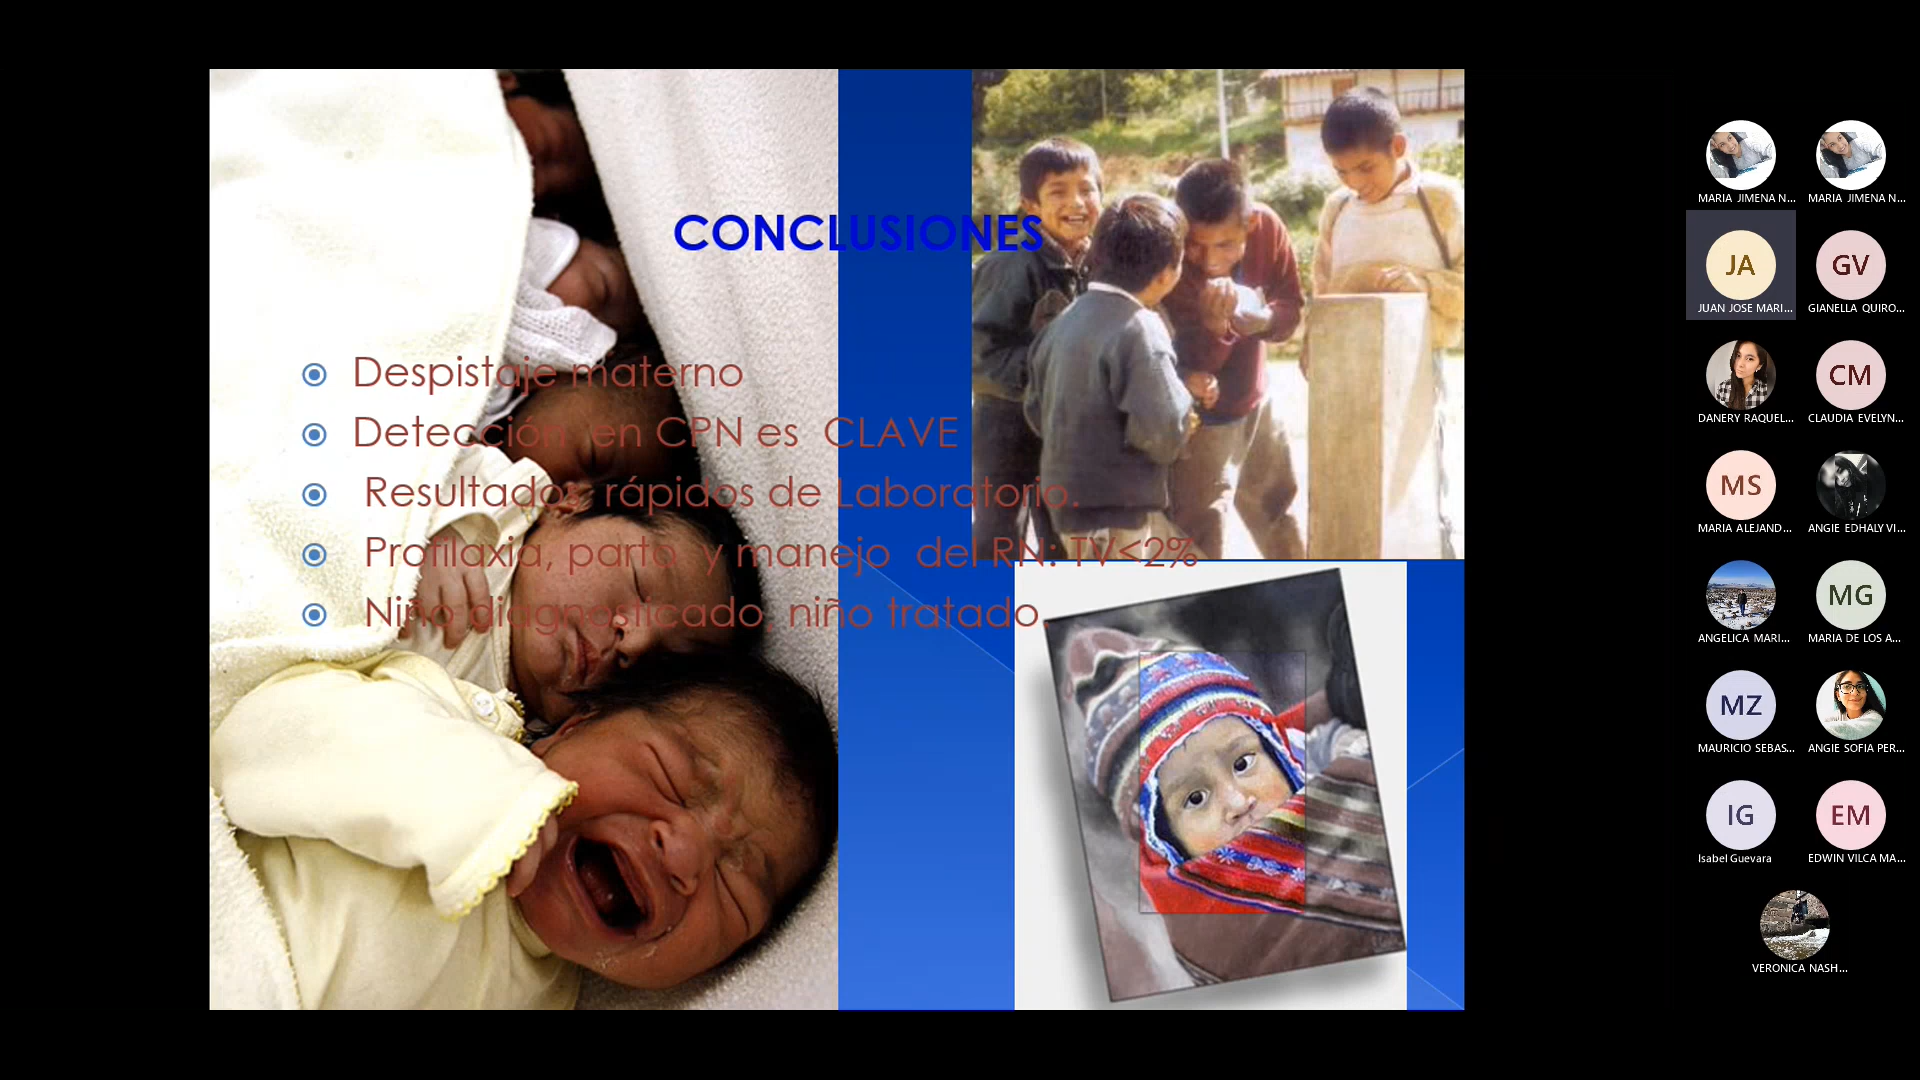 CONCLUSIONES
Despistaje materno
Detección en CPN es CLAVE
Resultados rápidos de Laboratorio.
Profilaxia, parto y manejo del RN: TV<2%
Niño diagnosticado, niño tratado.
MARIA JIMENA N...
MARIA JIMENA N...
JA
JUAN JOSE MARI...
GV
GIANELLA QUIRO...
DANERY RAQUEL...
CM
CLAUDIA EVELYN...
MS
MARIA ALEJAND...
ANGIE EDHALY VI...
ANGELICA MARI...
MG
MARIA DE LOS A...
MZ
MAURICIO SEBAS...
ANGIE SOFIA PER...
IG
Isabel Guevara
EM
EDWIN VILCA MA...
VERONICA NASH...